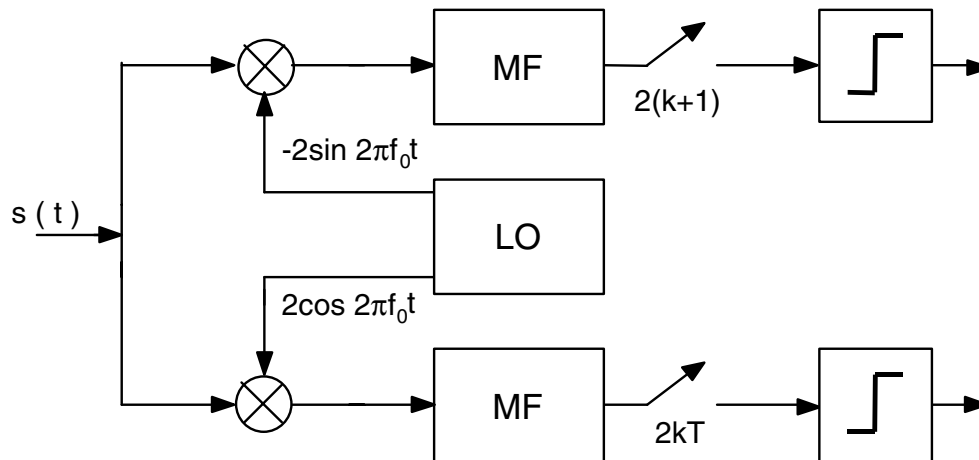 MF
2(k+1)
-2sin 2πf₀t
s ( t )
LO
2cos 2πf₀t
MF
2kT